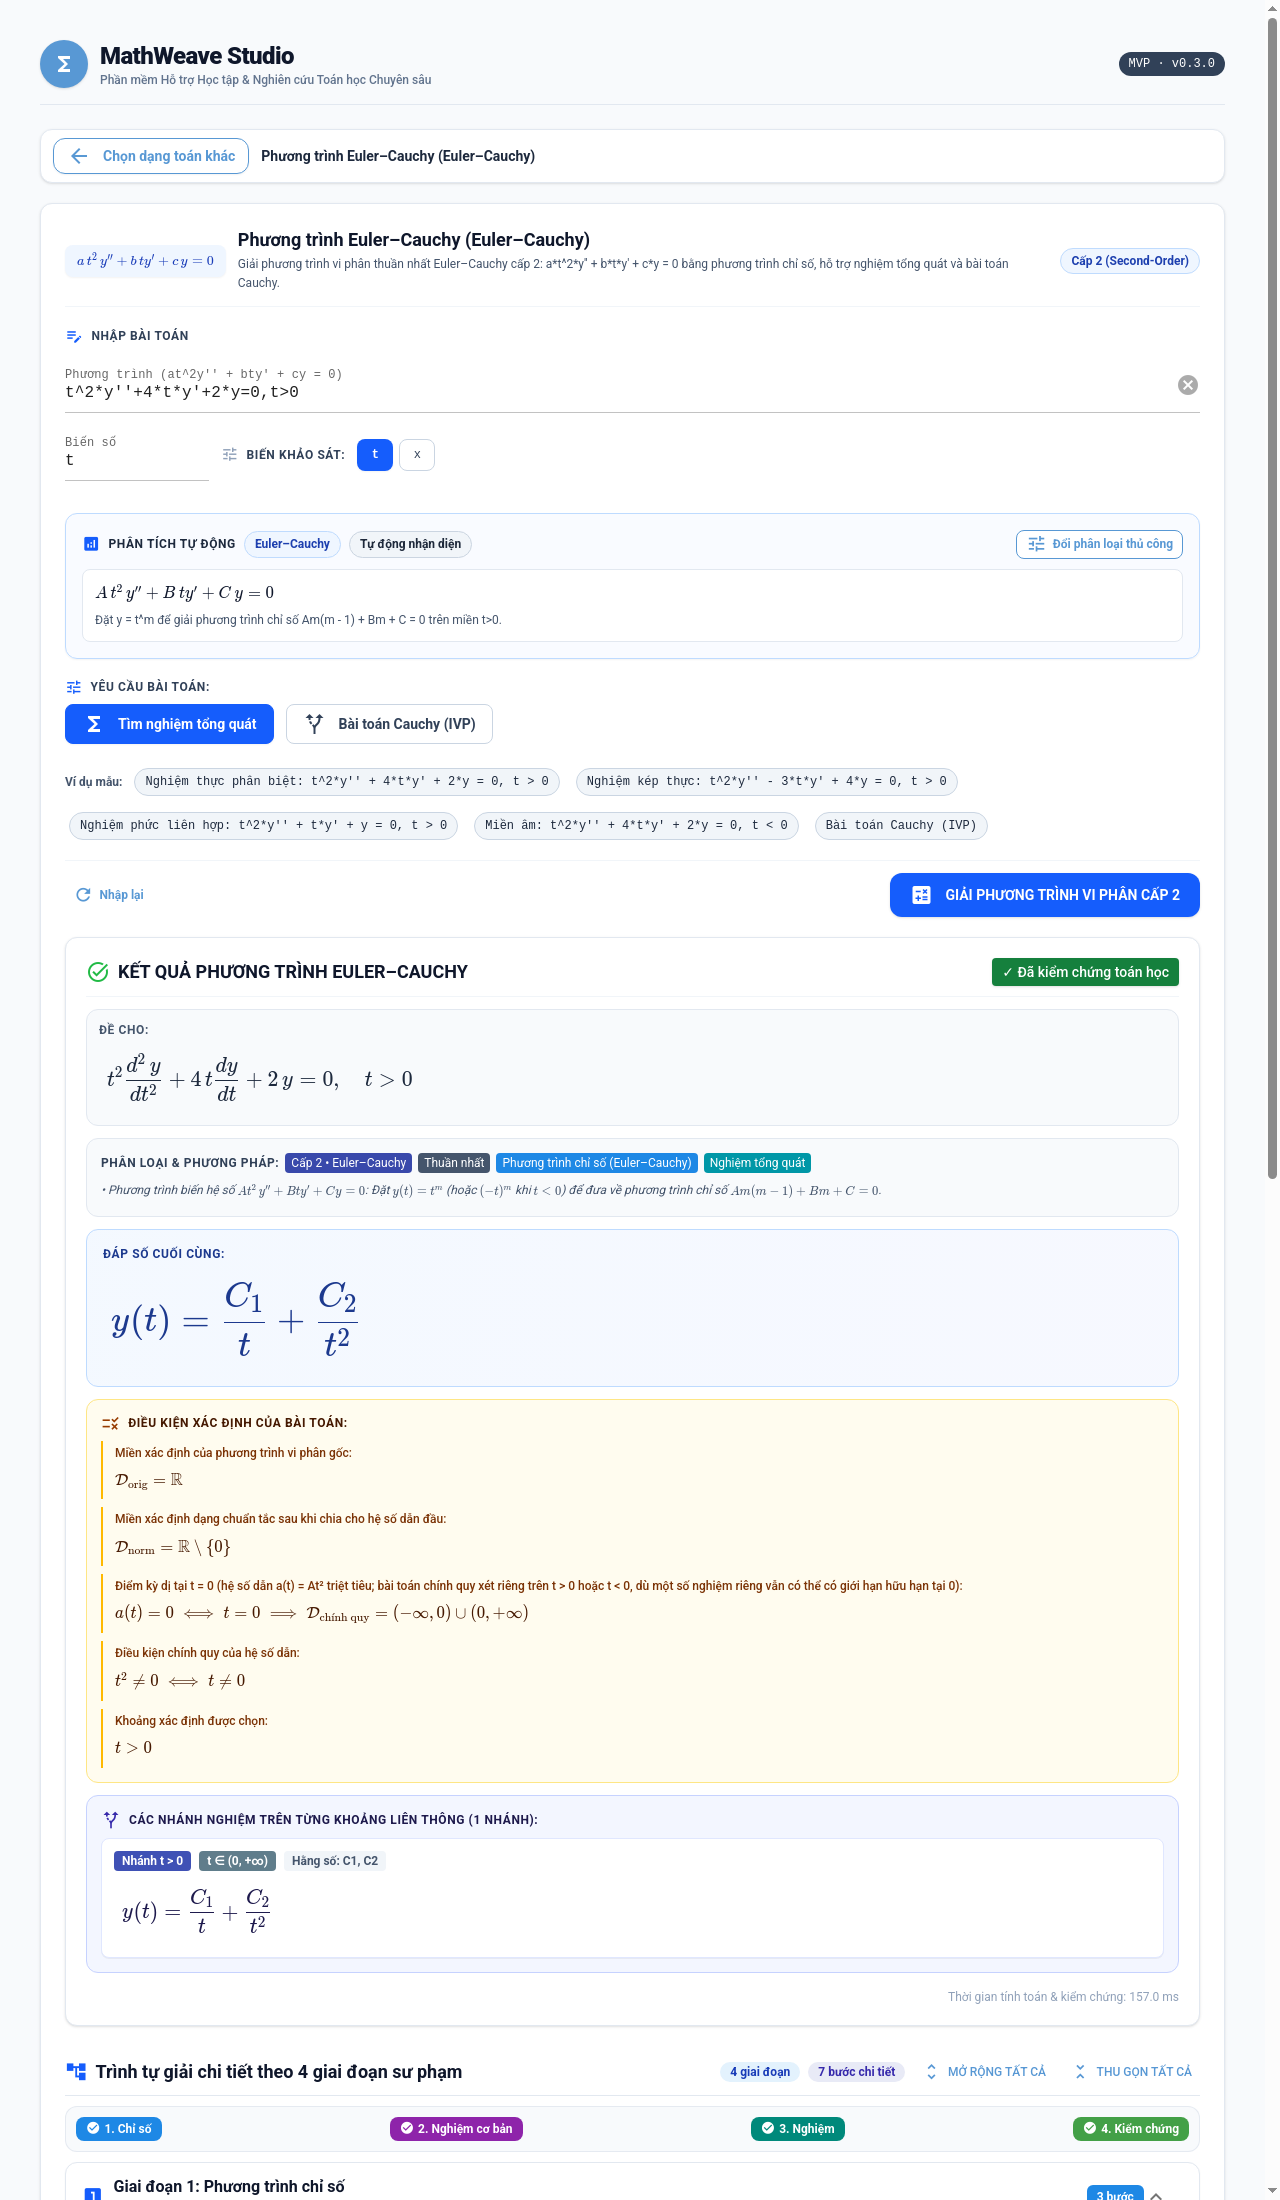 Σ MathWeave Studio
Phần mềm Hỗ trợ Học tập & Nghiên cứu Toán học Chuyên sâu
MVP · v0.3.0
Chọn dạng toán khác
Phương trình Euler–Cauchy (Euler–Cauchy)
a t² y″ + b ty′ + c y = 0
Phương trình Euler–Cauchy (Euler–Cauchy)
Giải phương trình vi phân thuần nhất Euler–Cauchy cấp 2: a*t^2*y'' + b*t*y' + c*y = 0 bằng phương trình chỉ số, hỗ trợ nghiệm tổng quát và bài toán
Cauchy.
Cấp 2 (Second-Order)
NHẬP BÀI TOÁN
Phương trình (at^2y'' + bty' + cy = 0)
t^2*y''+4*t*y'+2*y=0,t>0
Biến số
t
BIẾN KHẢO SÁT:
t
x
PHÂN TÍCH TỰ ĐỘNG
Euler–Cauchy
Tự động nhận diện
Đổi phân loại thủ công
A t² y″ + B ty′ + C y = 0
Đặt y = t^m để giải phương trình chỉ số Am(m - 1) + Bm + C = 0 trên miền t>0.
YÊU CẦU BÀI TOÁN:
Σ Tìm nghiệm tổng quát
Bài toán Cauchy (IVP)
Ví dụ mẫu:
Nghiệm thực phân biệt: t^2*y'' + 4*t*y' + 2*y = 0, t > 0
Nghiệm kép thực: t^2*y'' - 3*t*y' + 4*y = 0, t > 0
Nghiệm phức liên hợp: t^2*y'' + t*y' + y = 0, t > 0
Miền âm: t^2*y'' + 4*t*y' + 2*y = 0, t < 0
Bài toán Cauchy (IVP)
Nhập lại
GIẢI PHƯƠNG TRÌNH VI PHÂN CẤP 2
KẾT QUẢ PHƯƠNG TRÌNH EULER–CAUCHY
✓ Đã kiểm chứng toán học
ĐỀ CHO:
t² d² y/dt² + 4 t dy/dt + 2 y = 0, t > 0
PHÂN LOẠI & PHƯƠNG PHÁP:
Cấp 2 • Euler–Cauchy
Thuần nhất
Phương trình chỉ số (Euler–Cauchy)
Nghiệm tổng quát
• Phương trình biến hệ số At² y″ + Bty′ + Cy = 0: Đặt y(t) = tᵐ (hoặc (−t)ᵐ khi t < 0) để đưa về phương trình chỉ số Am(m − 1) + Bm + C = 0.
ĐÁP SỐ CUỐI CÙNG:
y(t) = C₁/t + C₂/t²
ĐIỀU KIỆN XÁC ĐỊNH CỦA BÀI TOÁN:
Miền xác định của phương trình vi phân gốc:
𝒟orig = ℝ
Miền xác định dạng chuẩn tắc sau khi chia cho hệ số dẫn đầu:
𝒟norm = ℝ \ {0}
Điểm kỳ dị tại t = 0 (hệ số dẫn a(t) = At² triệt tiêu; bài toán chính quy xét riêng trên t > 0 hoặc t < 0, dù một số nghiệm riêng vẫn có thể có giới hạn hữu hạn tại 0):
a(t) = 0 ⟺ t = 0 ⟹ 𝒟chính quy = (−∞, 0) ∪ (0, +∞)
Điều kiện chính quy của hệ số dẫn:
t² ≠ 0 ⟺ t ≠ 0
Khoảng xác định được chọn:
t > 0
CÁC NHÁNH NGHIỆM TRÊN TỪNG KHOẢNG LIÊN THÔNG (1 NHÁNH):
Nhánh t > 0
t ∈ (0, +∞)
Hằng số: C1, C2
y(t) = C₁/t + C₂/t²
Thời gian tính toán & kiểm chứng: 157.0 ms
Trình tự giải chi tiết theo 4 giai đoạn sư phạm
4 giai đoạn
7 bước chi tiết
MỞ RỘNG TẤT CẢ
THU GỌN TẤT CẢ
1. Chỉ số
2. Nghiệm cơ bản
3. Nghiệm
4. Kiểm chứng
1
Giai đoạn 1: Phương trình chỉ số
3 bước